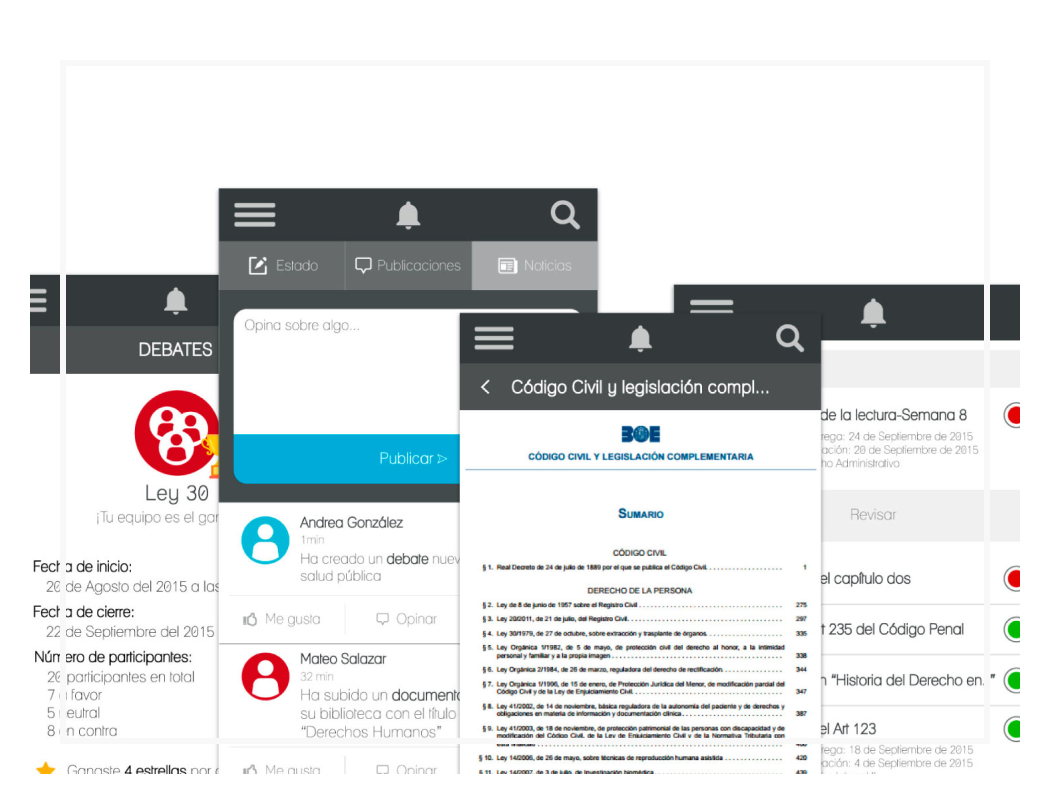 DEBATES
Ley 30
¡Tu equipo es el gar
Fecha de inicio:
20 de Agosto del 2015 a las
Fecha de cierre:
22 de Septiembre del 2015
Número de participantes:
20 participantes en total
7 a favor
5 neutral
8 en contra
Ganaste 4 estrellas por
Estado
Publicaciones
Noticias
Opina sobre algo...
Publicar
Andrea González
1min
Ha creado un debate nuev
salud pública
Me gusta
Opinar
Mateo Salazar
32 min
Ha subido un documento
su biblioteca con el título
"Derechos Humanos"
Me gusta
Opinar
Código Civil y legislación compl...
BOE
CÓDIGO CIVIL Y LEGISLACIÓN COMPLEMENTARIA
SUMARIO
CÓDIGO CIVIL
§ 1. Real Decreto de 24 de julio de 1889 por el que se publica el Código Civil. 1
DERECHO DE LA PERSONA
§ 2. Ley de 8 de junio de 1957 sobre el Registro Civil 275
§ 3. Ley 20/2011, de 21 de julio, del Registro Civil. 297
§ 4. Ley 30/1979, de 27 de octubre, sobre extracción y trasplante de órganos. 335
§ 5. Ley Orgánica 1/1982, de 5 de mayo, de protección civil del derecho al honor, a la intimidad
personal y familiar y a la propia imagen 338
§ 6. Ley Orgánica 2/1984, de 26 de marzo, reguladora del derecho de rectificación. 344
§ 7. Ley Orgánica 1/1996, de 15 de enero, de Protección Jurídica del Menor, de modificación parcial del
Código Civil y de la Ley de Enjuiciamiento Civil. 347
§ 8. Ley 41/2002, de 14 de noviembre, básica reguladora de la autonomía del paciente y de derechos y
obligaciones en materia de información y documentación clínica 387
§ 9. Ley 41/2003, de 18 de noviembre, de protección patrimonial de las personas con discapacidad y de
modificación del Código Civil, de la Ley de Enjuiciamiento Civil y de la Normativa Tributaria con
esta finalidad 400
§ 10. Ley 14/2006, de 26 de mayo, sobre técnicas de reproducción humana asistida 420
§ 11. Ley 14/2007, de 3 de julio, de Investigación biomédica. 439
de la lectura-Semana 8
rega: 24 de Septiembre de 2015
ación: 20 de Septiembre de 2015
ho Administrativo
Revisar
el capítulo dos
t 235 del Código Penal
n "Historia del Derecho en. "
el Art 123
rega: 18 de Septiembre de 2015
ación: 4 de Septiembre de 2015